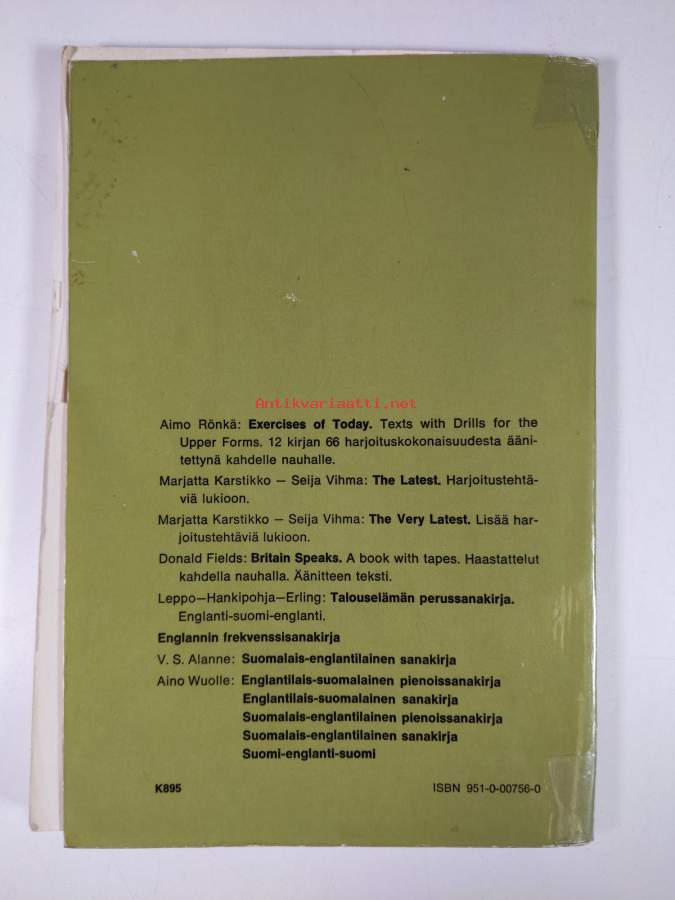 Antikvariaatti.net
Aimo Rönkä: Exercises of Today. Texts with Drills for the
Upper Forms. 12 kirjan 66 harjoituskokonaisuudesta ääni-
tettynä kahdelle nauhalle.
Marjatta Karstikko – Seija Vihma: The Latest. Harjoitustehtä-
viä lukioon.
Marjatta Karstikko – Seija Vihma: The Very Latest. Lisää har-
joitustehtäviä lukioon.
Donald Fields: Britain Speaks. A book with tapes. Haastattelut
kahdella nauhalla. Äänitteen teksti.
Leppo–Hankipohja–Erling: Talouselämän perussanakirja.
Englanti-suomi-englanti.
Englannin frekvenssisanakirja
V. S. Alanne: Suomalais-englantilainen sanakirja
Aino Wuolle: Englantilais-suomalainen pienoissanakirja
Englantilais-suomalainen sanakirja
Suomalais-englantilainen pienoissanakirja
Suomalais-englantilainen sanakirja
Suomi-englanti-suomi
K895 ISBN 951-0-00756-0